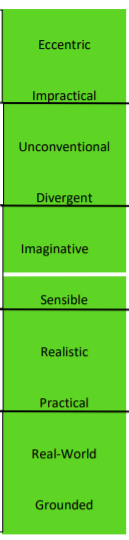 Eccentric
Impractical
Unconventional
Divergent
Imaginative
Sensible
Realistic
Practical
Real-World
Grounded